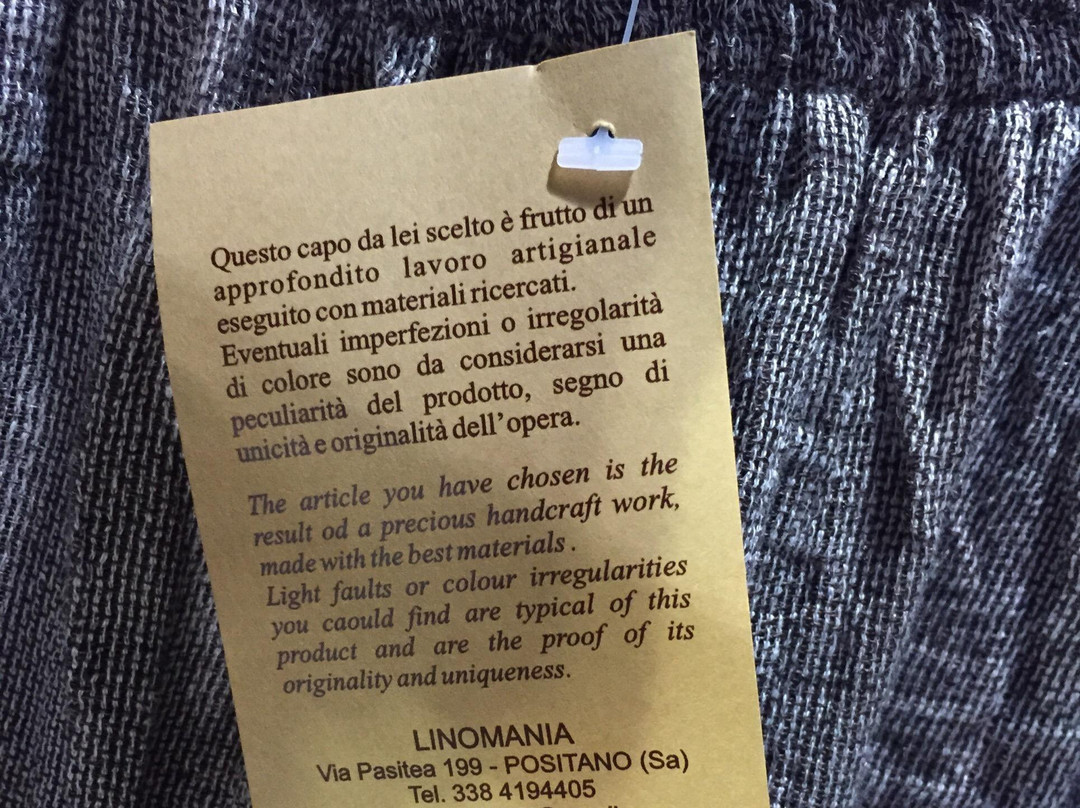 Questo capo da lei scelto è frutto di un
approfondito lavoro artigianale
eseguito con materiali ricercati.
Eventuali imperfezioni o irregolarità
di colore sono da considerarsi una
peculiarità del prodotto, segno di
unicità e originalità dell'opera.
The article you have chosen is the
result od a precious handcraft work,
made with the best materials .
Light faults or colour irregularities
you caould find are typical of this
product and are the proof of its
originality and uniqueness.
LINOMANIA
Via Pasitea 199 - POSITANO (Sa)
Tel. 338 4194405